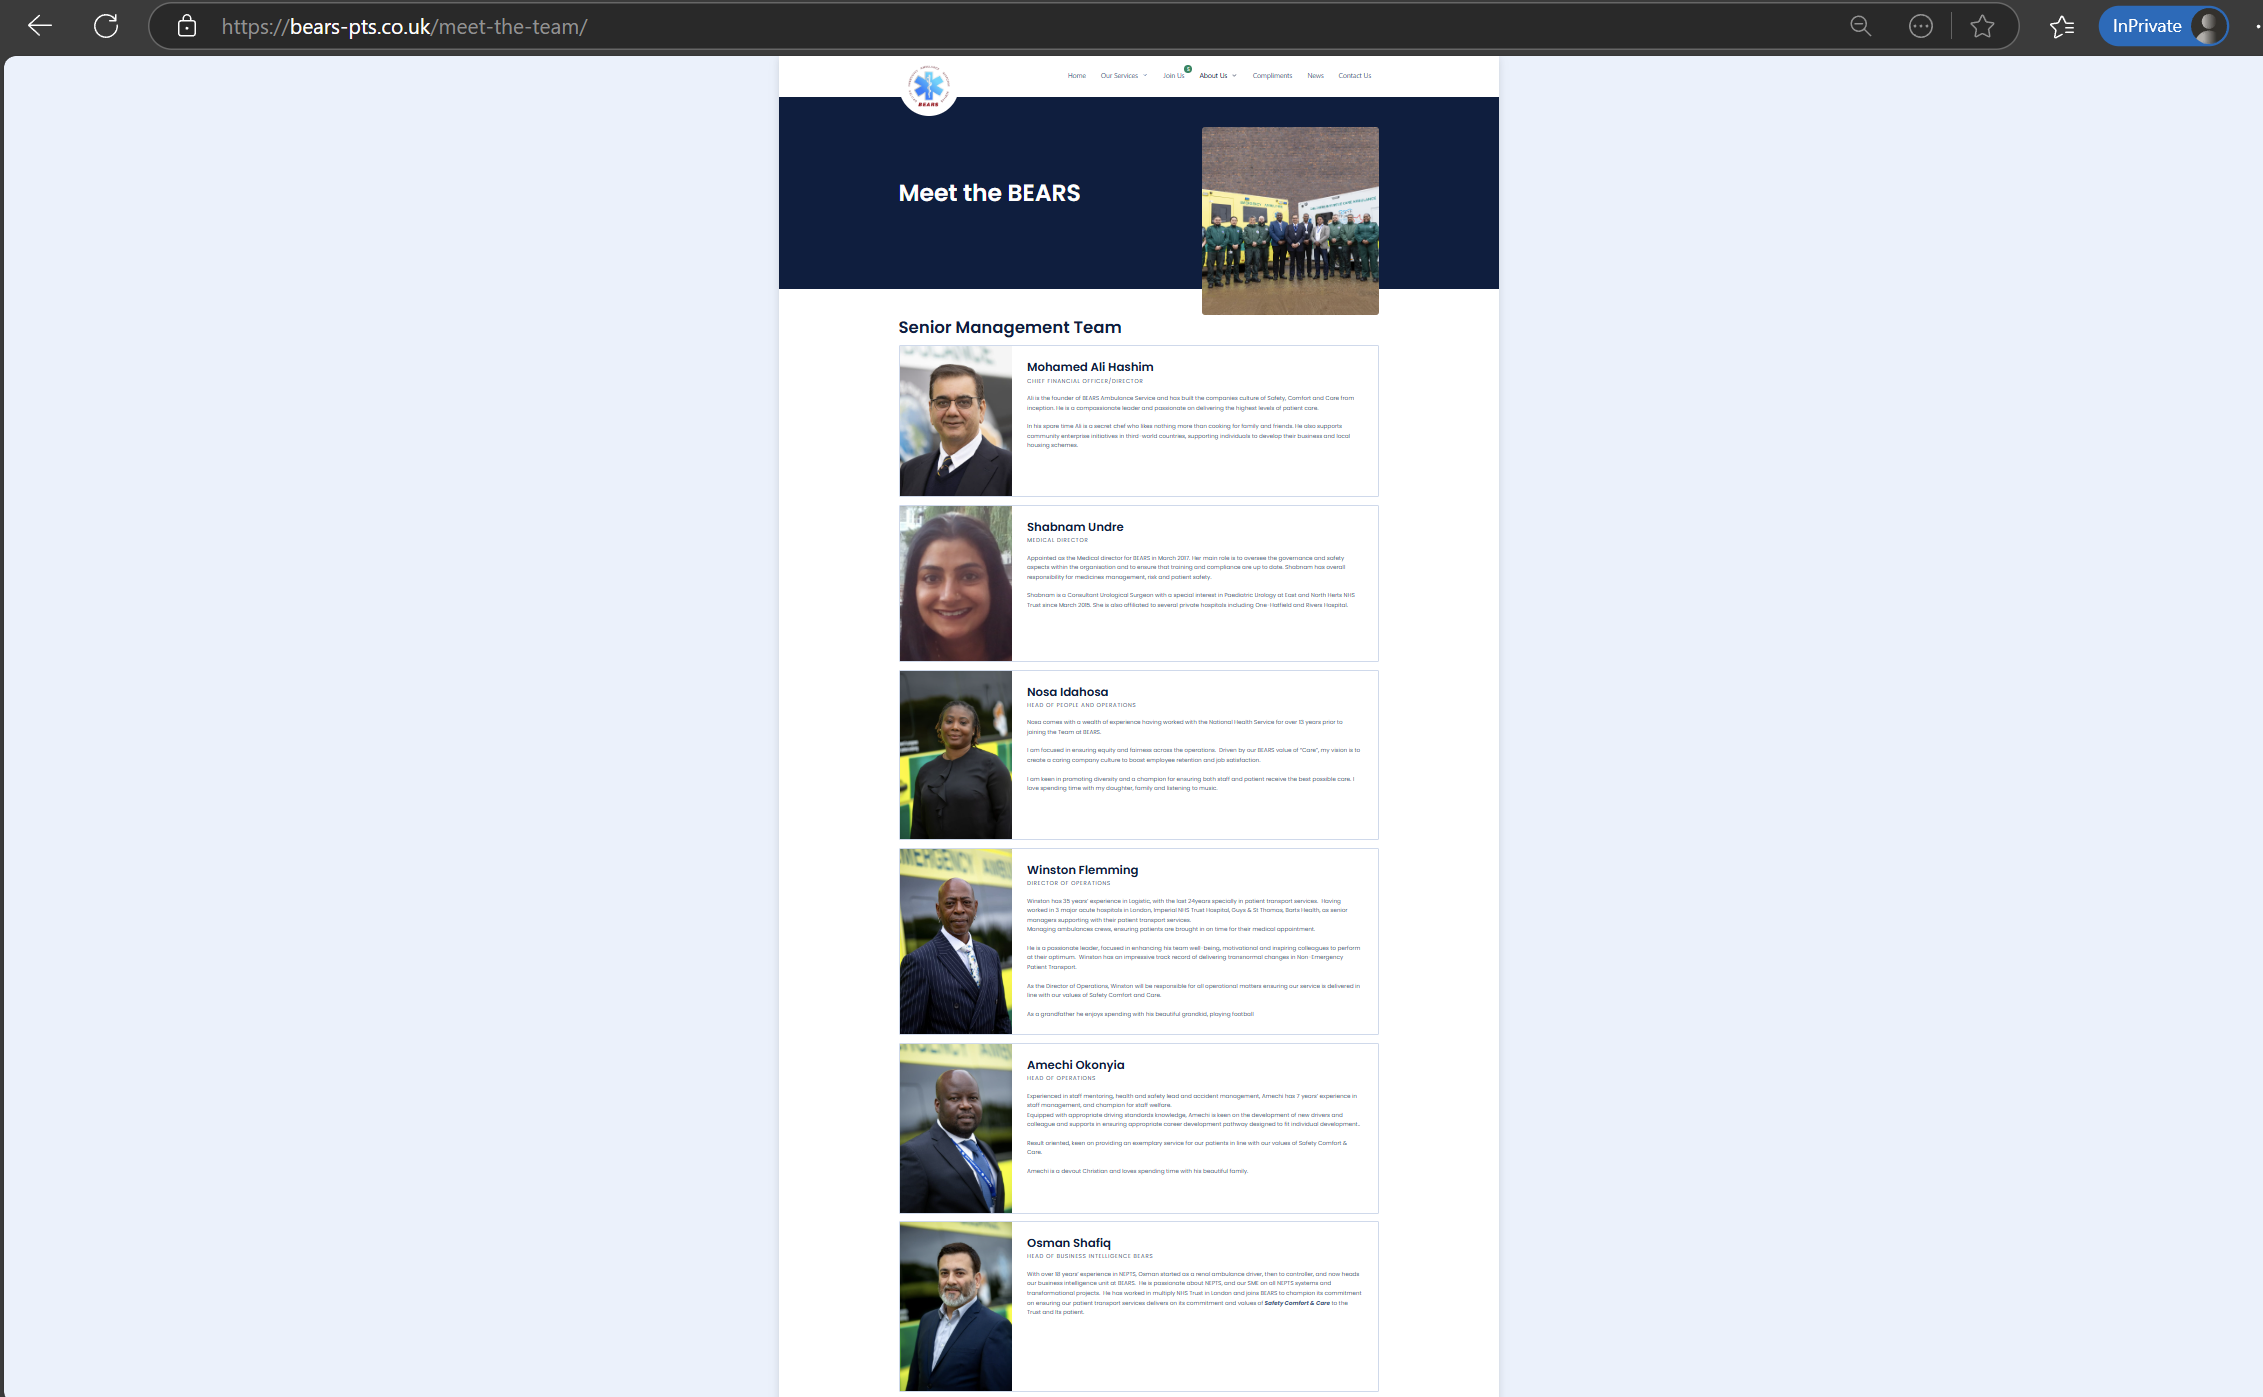 https://bears-pts.co.uk/meet-the-team/
InPrivate
BEARS
Home
Our Services
Join Us
5
About Us
Compliments
News
Contact Us
Meet the BEARS
Senior Management Team
Mohamed Ali Hashim
CHIEF FINANCIAL OFFICER/DIRECTOR
Ali is the founder of BEARS Ambulance Service and has built the companies culture of Safety, Comfort and Care from
inception. He is a compassionate leader and passionate on delivering the highest levels of patient care.
In his spare time Ali is a secret chef who likes nothing more than cooking for family and friends. He also supports
community enterprise initiatives in third-world countries, supporting individuals to develop their business and local
housing schemes.
Shabnam Undre
MEDICAL DIRECTOR
Appointed as the Medical director for BEARS in March 2017. Her main role is to oversee the governance and safety
aspects within the organisation and to ensure that training and compliance are up to date. Shabnam has overall
responsibility for medicines management, risk and patient safety.
Shabnam is a Consultant Urological Surgeon with a special interest in Paediatric Urology at East and North Herts NHS
Trust since March 2015. She is also affiliated to several private hospitals including One-Hatfield and Rivers Hospital.
Nosa Idahosa
HEAD OF PEOPLE AND OPERATIONS
Nosa comes with a wealth of experience having worked with the National Health Service for over 13 years prior to
joining the Team at BEARS.
I am focused in ensuring equity and fairness across the operations. Driven by our BEARS value of "Care", my vision is to
create a caring company culture to boost employee retention and job satisfaction.
I am keen in promoting diversity and a champion for ensuring both staff and patient receive the best possible care. I
love spending time with my daughter, family and listening to music.
EMERGENCY AMBU
Winston Flemming
DIRECTOR OF OPERATIONS
Winston has 35 years' experience in Logistic, with the last 24years specially in patient transport services. Having
worked in 3 major acute hospitals in London, Imperial NHS Trust Hospital, Guys & St Thomas, Barts Health, as senior
managers supporting with their patient transport services.
Managing ambulances crews, ensuring patients are brought in on time for their medical appointment.
He is a passionate leader, focused in enhancing his team well-being, motivational and inspiring colleagues to perform
at their optimum. Winston has an impressive track record of delivering transnormal changes in Non-Emergency
Patient Transport.
As the Director of Operations, Winston will be responsible for all operational matters ensuring our service is delivered in
line with our values of Safety Comfort and Care.
As a grandfather he enjoys spending with his beautiful grandkid, playing football
Amechi Okonyia
HEAD OF OPERATIONS
Experienced in staff mentoring, health and safety lead and accident management, Amechi has 7 years' experience in
staff management, and champion for staff welfare.
Equipped with appropriate driving standards knowledge, Amechi is keen on the development of new drivers and
colleague and supports in ensuring appropriate career development pathway designed to fit individual development..
Result oriented, keen on providing an exemplary service for our patients in line with our values of Safety Comfort &
Care.
Amechi is a devout Christian and loves spending time with his beautiful family.
Osman Shafiq
HEAD OF BUSINESS INTELLIGENCE BEARS
With over 18 years' experience in NEPTS, Osman started as a renal ambulance driver, then to controller, and now heads
our business intelligence unit at BEARS. He is passionate about NEPTS, and our SME on all NEPTS systems and
transformational projects. He has worked in multiply NHS Trust in London and joins BEARS to champion its commitment
on ensuring our patient transport services delivers on its commitment and values of Safety Comfort & Care to the
Trust and its patient.